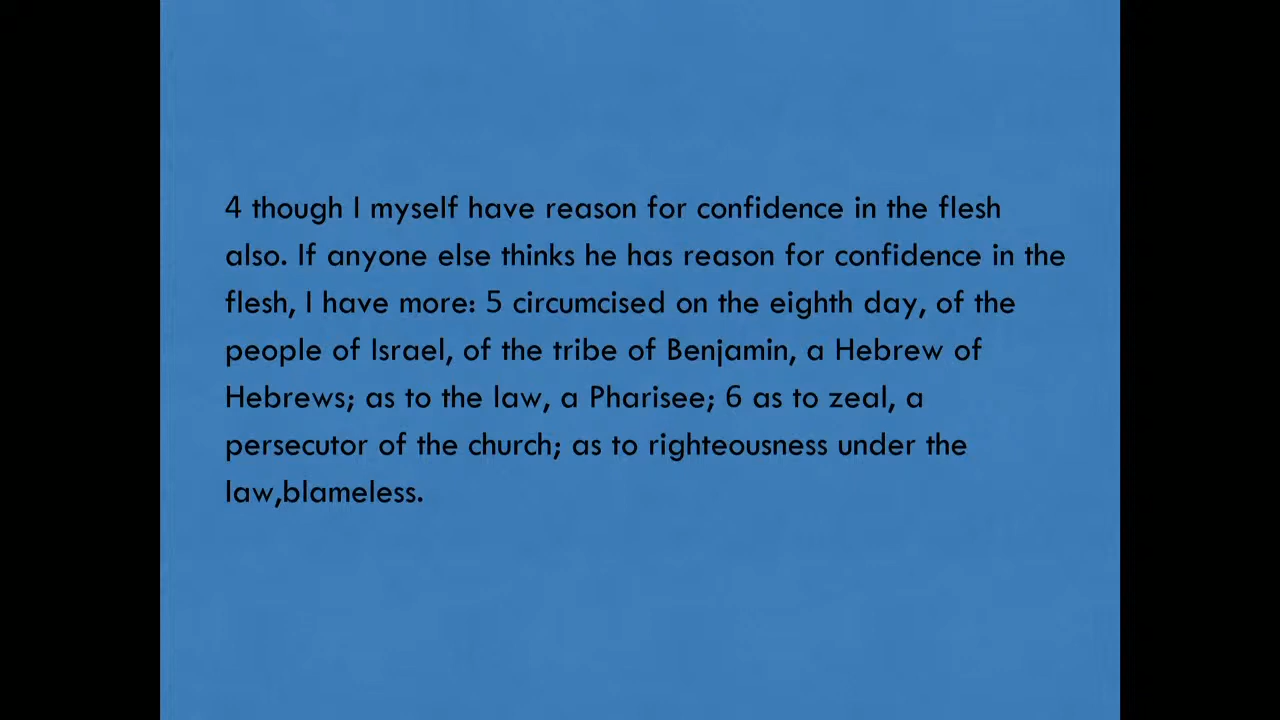 4 though I myself have reason for confidence in the flesh
also. If anyone else thinks he has reason for confidence in the
flesh, I have more: 5 circumcised on the eighth day, of the
people of Israel, of the tribe of Benjamin, a Hebrew of
Hebrews; as to the law, a Pharisee; 6 as to zeal, a
persecutor of the church; as to righteousness under the
law,blameless.